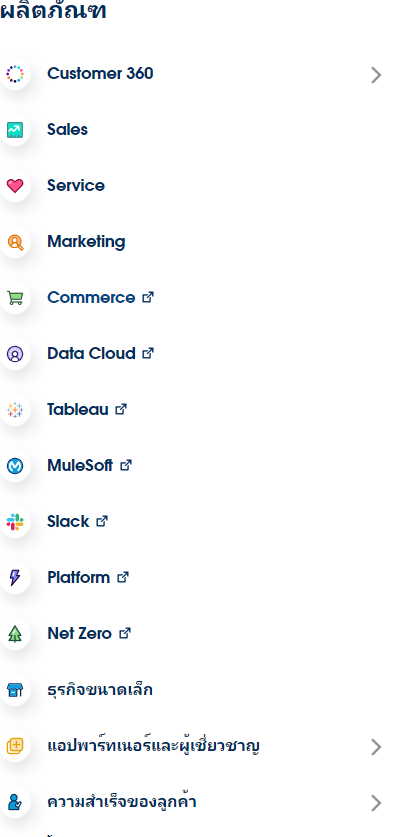 ผลิตภัณฑ์
Customer 360
Sales
Service
Marketing
Commerce
Data Cloud
Tableau
MuleSoft
Slack
Platform
Net Zero
ธุรกิจขนาดเล็ก
แอปพาร์ทเนอร์และผู้เชี่ยวชาญ
ความสำเร็จของลูกค้า